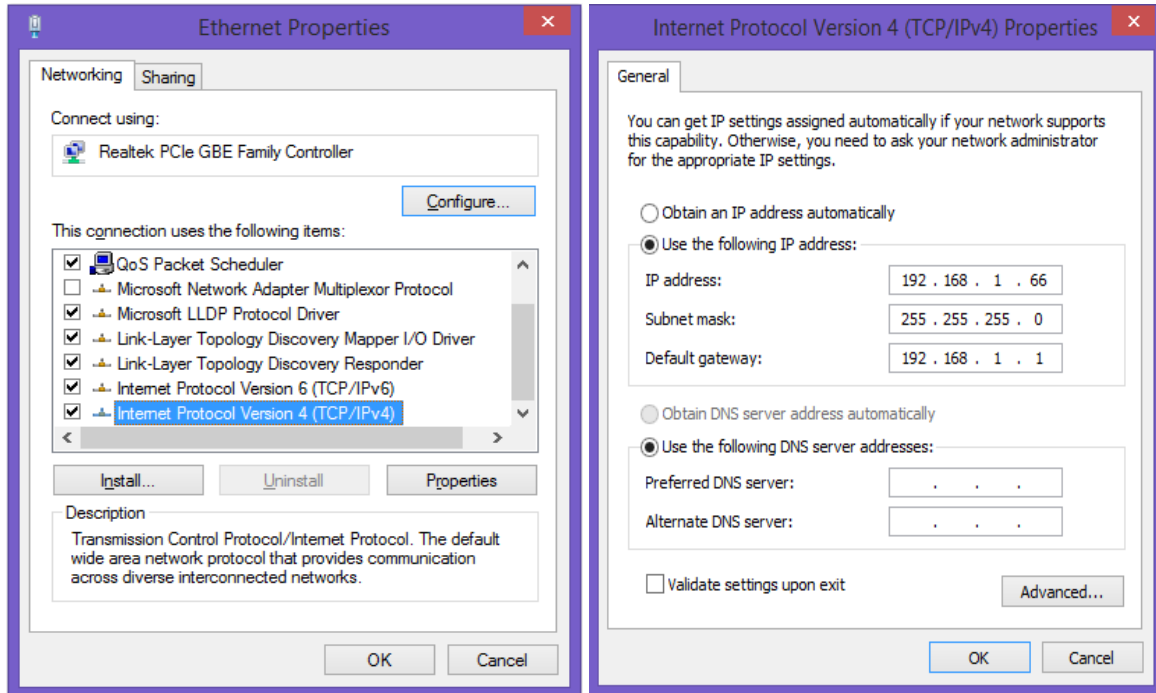 Ethernet Properties
Networking
Sharing
Connect using:
Realtek PCIe GBE Family Controller
Configure...
This connection uses the following items:
QoS Packet Scheduler
Microsoft Network Adapter Multiplexor Protocol
Microsoft LLDP Protocol Driver
Link-Layer Topology Discovery Mapper I/O Driver
Link-Layer Topology Discovery Responder
Internet Protocol Version 6 (TCP/IPv6)
Internet Protocol Version 4 (TCP/IPv4)
Install...
Uninstall
Properties
Description
Transmission Control Protocol/Internet Protocol. The default
wide area network protocol that provides communication
across diverse interconnected networks.
OK
Cancel
Internet Protocol Version 4 (TCP/IPv4) Properties
General
You can get IP settings assigned automatically if your network supports
this capability. Otherwise, you need to ask your network administrator
for the appropriate IP settings.
Obtain an IP address automatically
Use the following IP address:
IP address: 192 . 168 . 1 . 66
Subnet mask: 255 . 255 . 255 . 0
Default gateway: 192 . 168 . 1 . 1
Obtain DNS server address automatically
Use the following DNS server addresses:
Preferred DNS server: . . .
Alternate DNS server: . . .
Validate settings upon exit
Advanced...
OK
Cancel